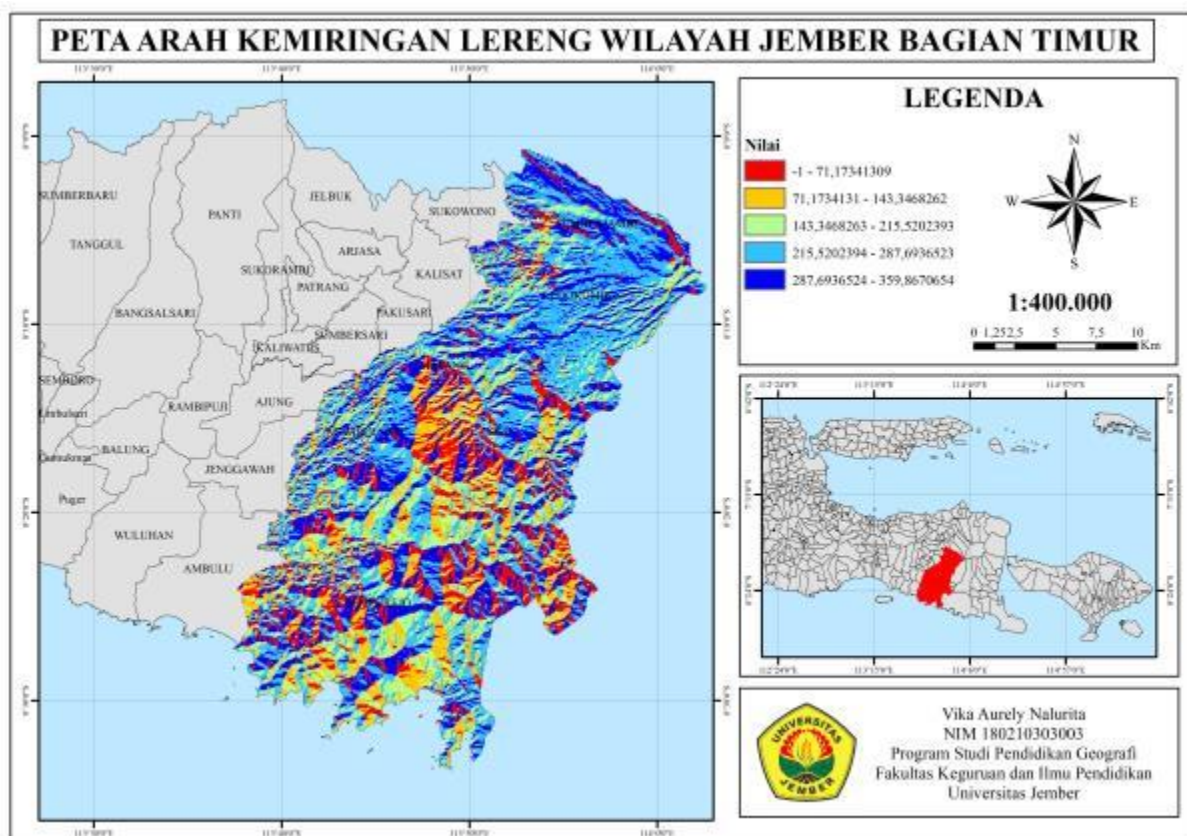 PETA ARAH KEMIRINGAN LERENG WILAYAH JEMBER BAGIAN TIMUR
LEGENDA
Nilai
-1 - 71,17341309
71,1734131 - 143,3468262
143,3468263 - 215,5202393
215,5202394 - 287,6936523
287,6936524 - 359,8670654
N
W
E
S
1:400.000
0 1,25 2,5 5 7,5 10
Km
SUMBERBARU
TANGGUL
PANTI
JELBUK
SUKOWONO
ARJASA
KALISAT
SUKORAMBI
PATRANG
BANGSALSARI
PAKUSARI
SUMBERSARI
KALIWATES
SEMBORO
RAMBIPUJI
AJUNG
BALUNG
JENGGAWAH
Puger
WULUHAN
AMBULU
UNIVERSITAS
JEMBER
Vika Aurely Nalurita
NIM 180210303003
Program Studi Pendidikan Geografi
Fakultas Keguruan dan Ilmu Pendidikan
Universitas Jember